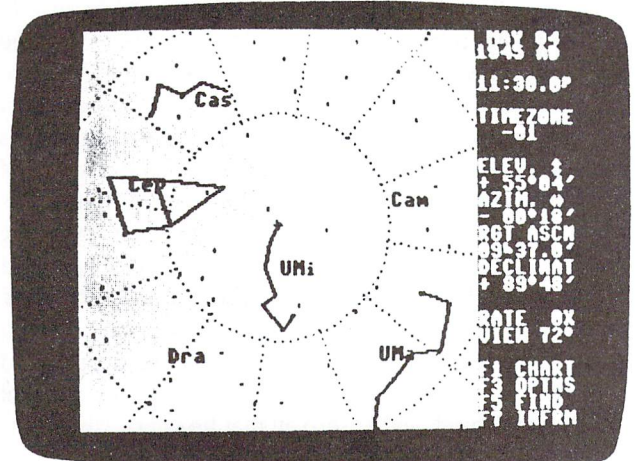 Cas
Cep
Cam
UMi
Dra
UMa
MAY 04
1945 AD
11:30.0P
TIMEZONE
-01
ELEV. ↕
+ 55°04'
AZIM. ↔
- 00°18'
RGT ASCN
09h37.0'
DECLINAT
+ 89°48'
RATE 0X
VIEW 72°
F1 CHART
F3 OPTNS
F5 FIND
F7 INFRM